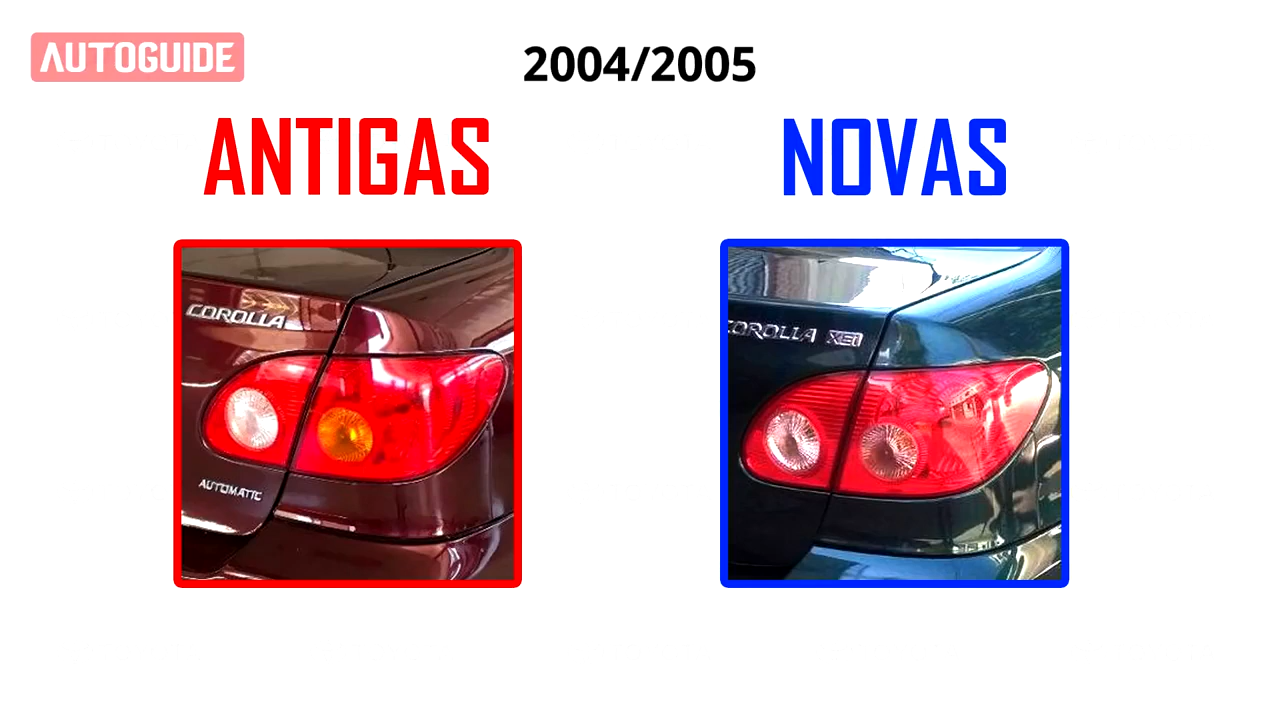 AUTOGUIDE
2004/2005
ANTIGAS
NOVAS
COROLLA
AUTOMATIC
COROLLA XEi